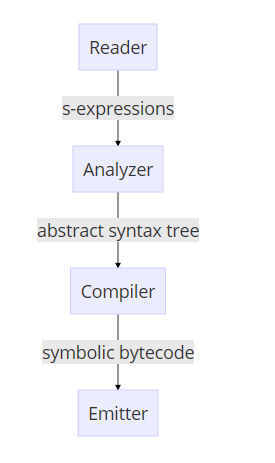 Reader
s-expressions
Analyzer
abstract syntax tree
Compiler
symbolic bytecode
Emitter